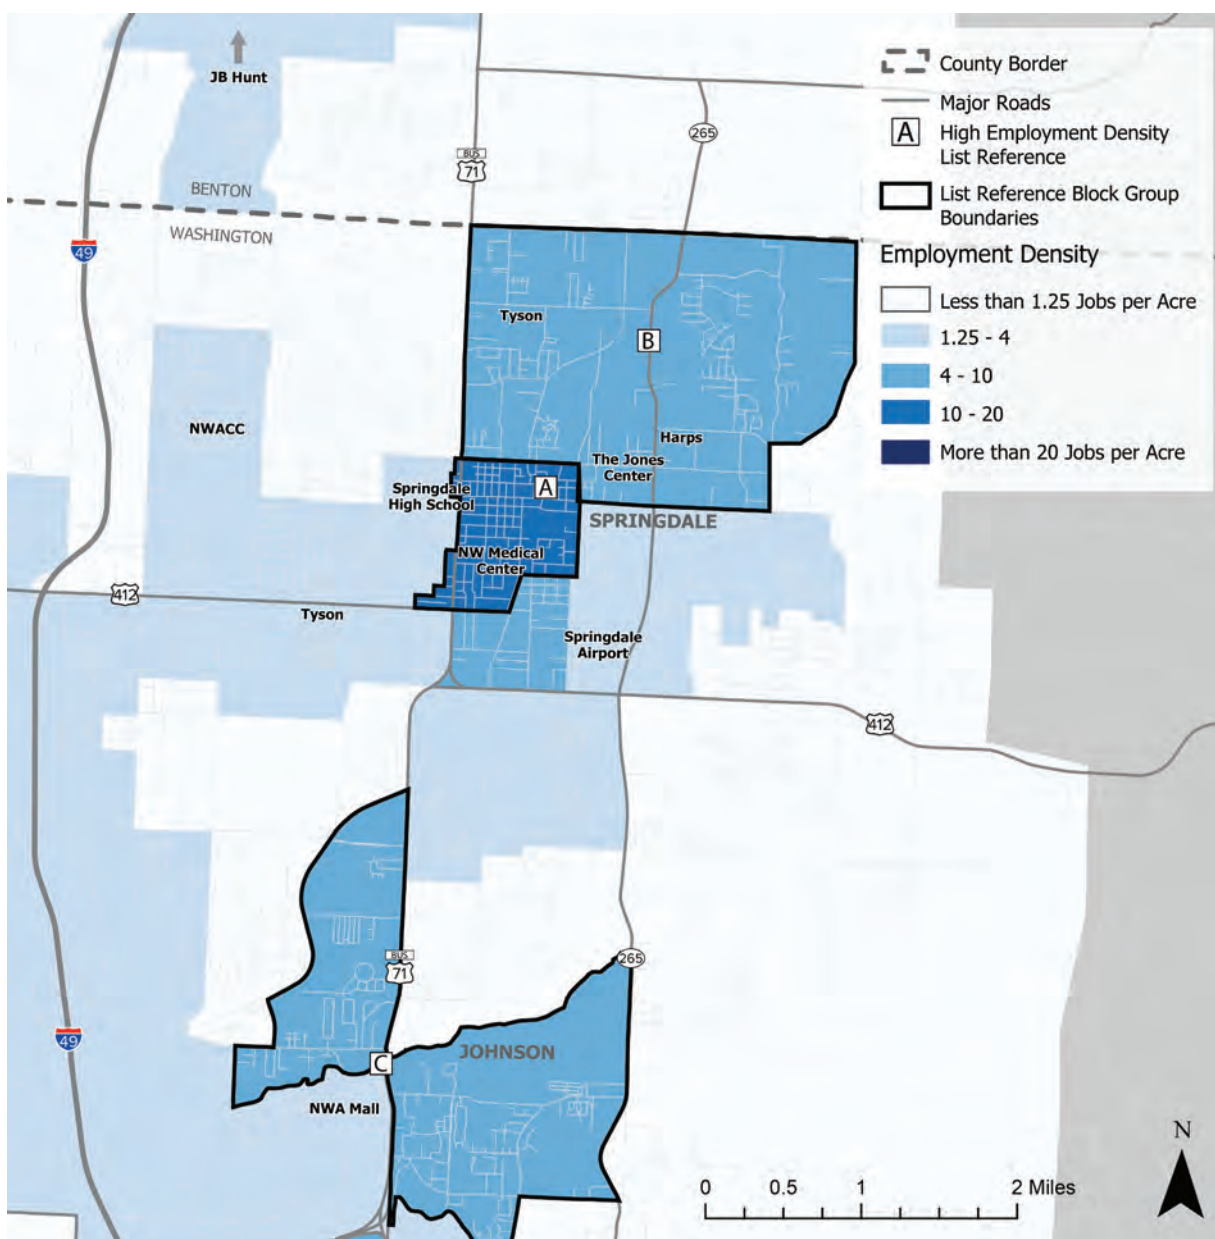 JB Hunt
BUS
71
265
BENTON
WASHINGTON
49
Tyson
B
NWACC
Harps
The Jones
Center
A
Springdale
High School
SPRINGDALE
NW Medical
Center
412
Tyson
Springdale
Airport
412
BUS
71
265
49
C
JOHNSON
NWA Mall
County Border
Major Roads
A
High Employment Density
List Reference
List Reference Block Group
Boundaries
Employment Density
Less than 1.25 Jobs per Acre
1.25 - 4
4 - 10
10 - 20
More than 20 Jobs per Acre
N
0 0.5 1 2 Miles